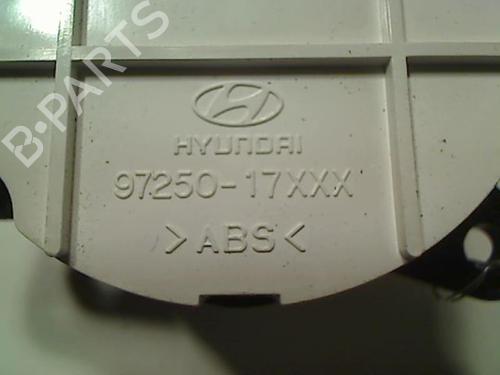 B-PARTS
HYUNDAI
97250-17XXX
>ABS<